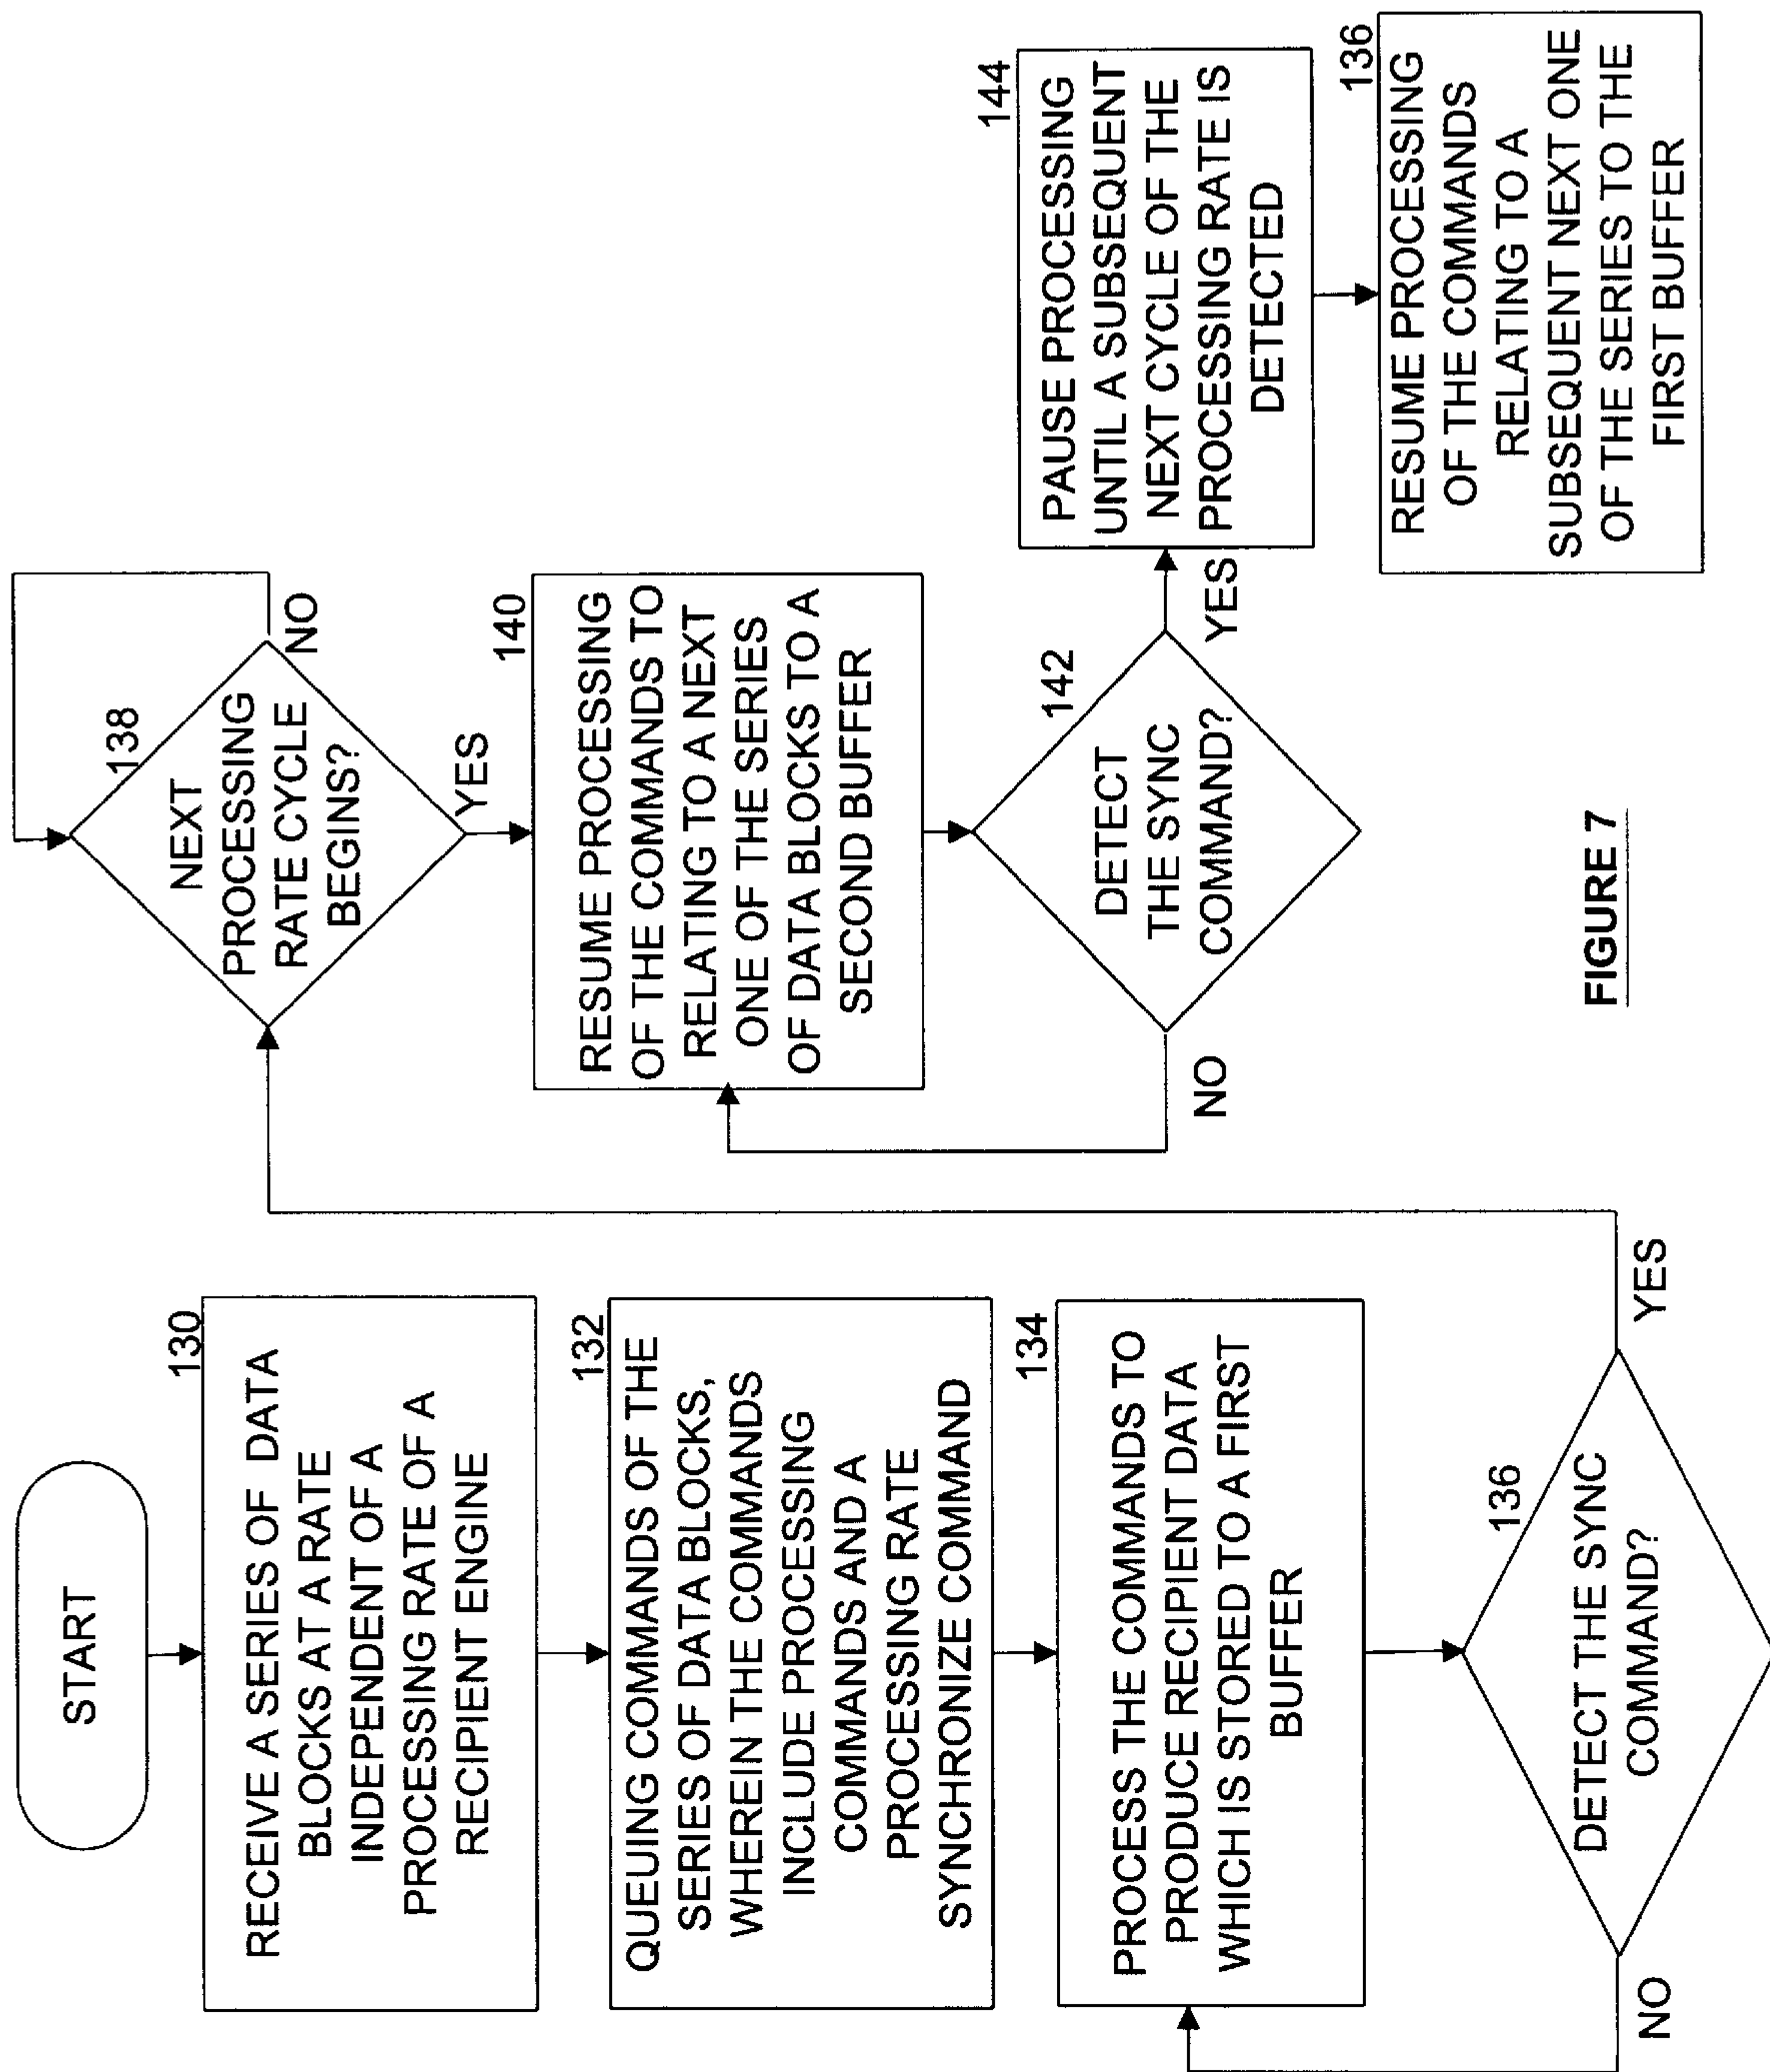 START
130
RECEIVE A SERIES OF DATA
BLOCKS AT A RATE
INDEPENDENT OF A
PROCESSING RATE OF A
RECIPIENT ENGINE
132
QUEUING COMMANDS OF THE
SERIES OF DATA BLOCKS,
WHEREIN THE COMMANDS
INCLUDE PROCESSING
COMMANDS AND A
PROCESSING RATE
SYNCHRONIZE COMMAND
134
PROCESS THE COMMANDS TO
PRODUCE RECIPIENT DATA
WHICH IS STORED TO A FIRST
BUFFER
136
DETECT THE SYNC
COMMAND?
NO
YES
138
NEXT
PROCESSING
RATE CYCLE
BEGINS?
NO
YES
140
RESUME PROCESSING
OF THE COMMANDS TO
RELATING TO A NEXT
ONE OF THE SERIES
OF DATA BLOCKS TO A
SECOND BUFFER
142
DETECT
THE SYNC
COMMAND?
NO
YES
144
PAUSE PROCESSING
UNTIL A SUBSEQUENT
NEXT CYCLE OF THE
PROCESSING RATE IS
DETECTED
136
RESUME PROCESSING
OF THE COMMANDS
RELATING TO A
SUBSEQUENT NEXT ONE
OF THE SERIES TO THE
FIRST BUFFER
FIGURE 7